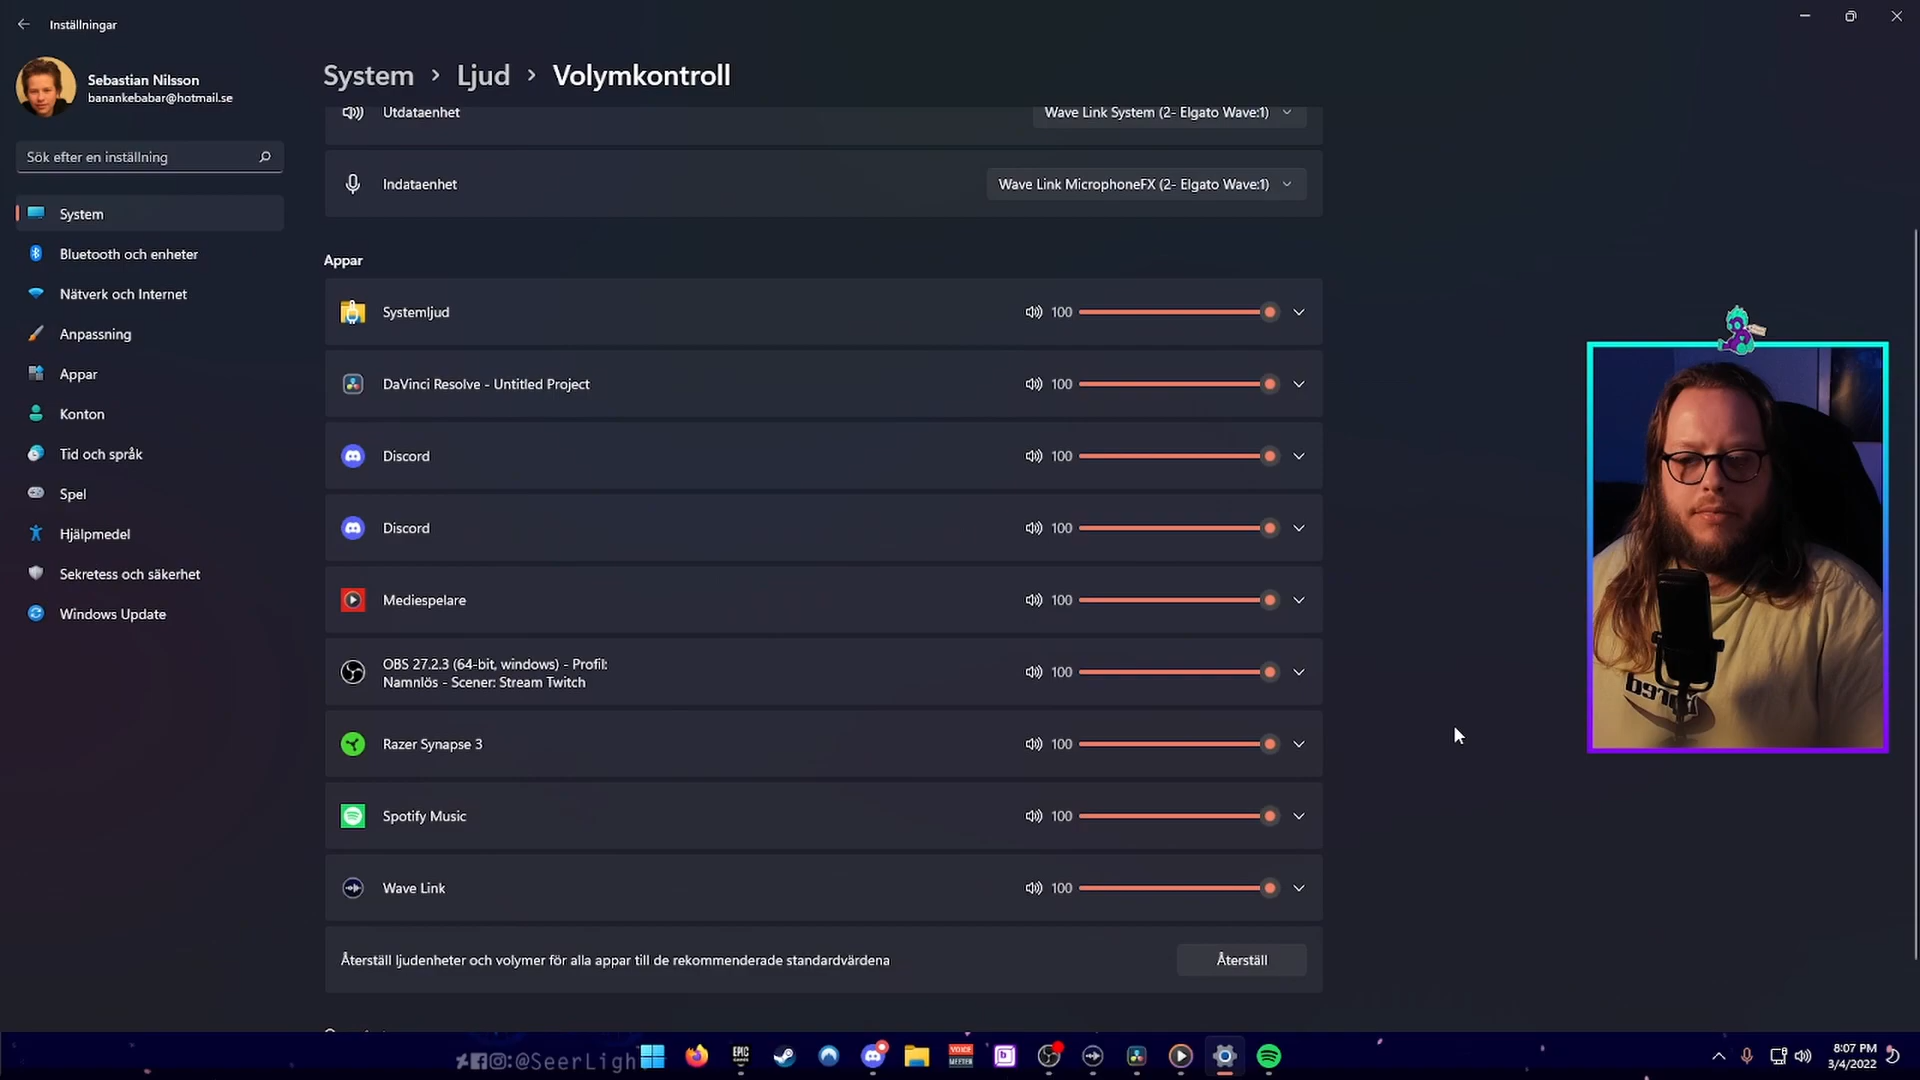 Inställningar
Sebastian Nilsson
banankebabar@hotmail.se
Sök efter en inställning
System
Bluetooth och enheter
Nätverk och Internet
Anpassning
Appar
Konton
Tid och språk
Spel
Hjälpmedel
Sekretess och säkerhet
Windows Update
System > Ljud > Volymkontroll
Utdataenhet Wave Link System (2- Elgato Wave:1)
Indataenhet Wave Link MicrophoneFX (2- Elgato Wave:1)
Appar
Systemljud 100
DaVinci Resolve - Untitled Project 100
Discord 100
Discord 100
Mediespelare 100
OBS 27.2.3 (64-bit, windows) - Profil:
Namnlös - Scener: Stream Twitch 100
Razer Synapse 3 100
Spotify Music 100
Wave Link 100
Återställ ljudenheter och volymer för alla appar till de rekommenderade standardvärdena Återställ
@SeerLigh
EPIC
GAMES
VOICE
MEETER
8:07 PM
3/4/2022